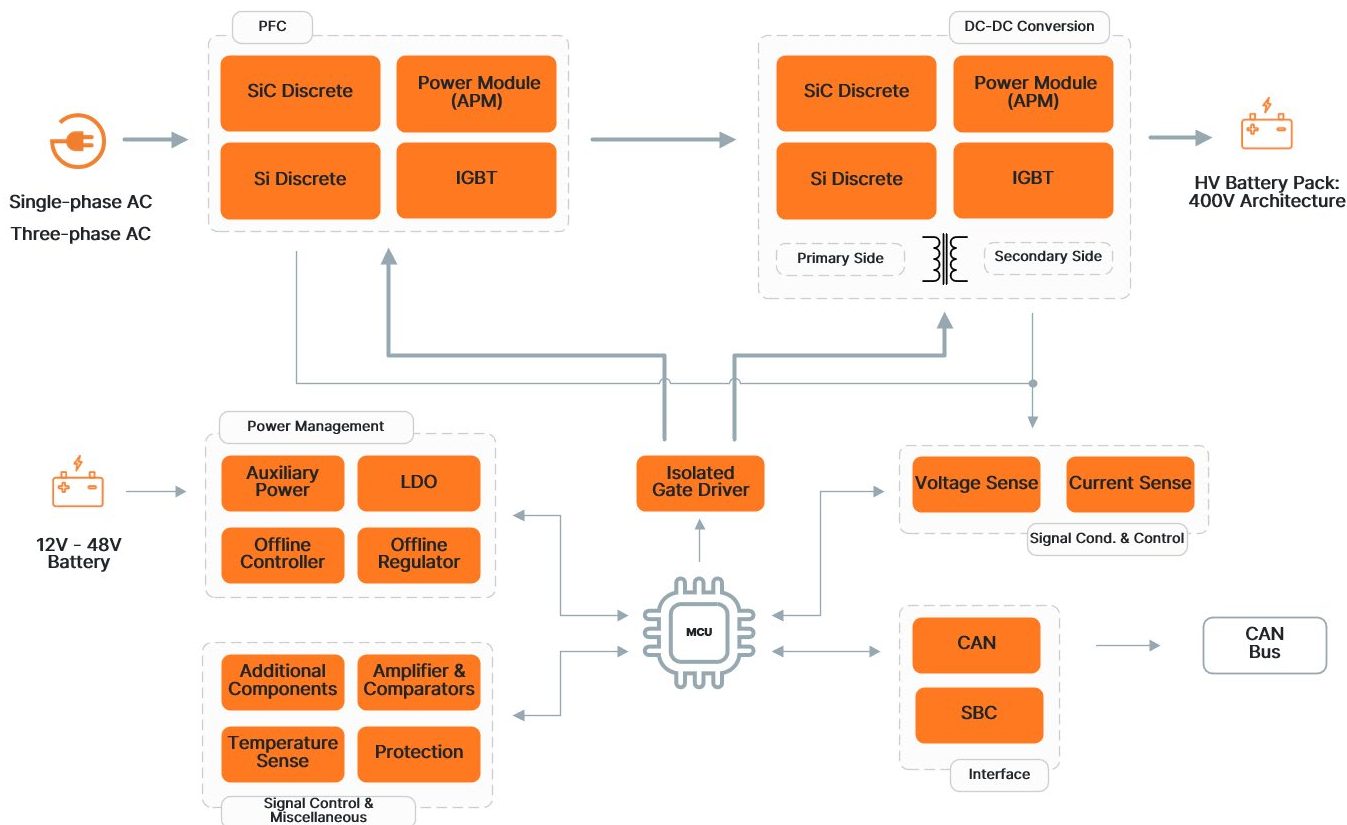 PFC
SiC Discrete
Power Module
(APM)
Si Discrete
IGBT
DC-DC Conversion
SiC Discrete
Power Module
(APM)
Si Discrete
IGBT
Primary Side
Secondary Side
Single-phase AC
Three-phase AC
HV Battery Pack:
400V Architecture
Power Management
Auxiliary
Power
LDO
Offline
Controller
Offline
Regulator
12V - 48V
Battery
Isolated
Gate Driver
Voltage Sense
Current Sense
Signal Cond. & Control
MCU
CAN
SBC
Interface
CAN
Bus
Additional
Components
Amplifier &
Comparators
Temperature
Sense
Protection
Signal Control &
Miscellaneous